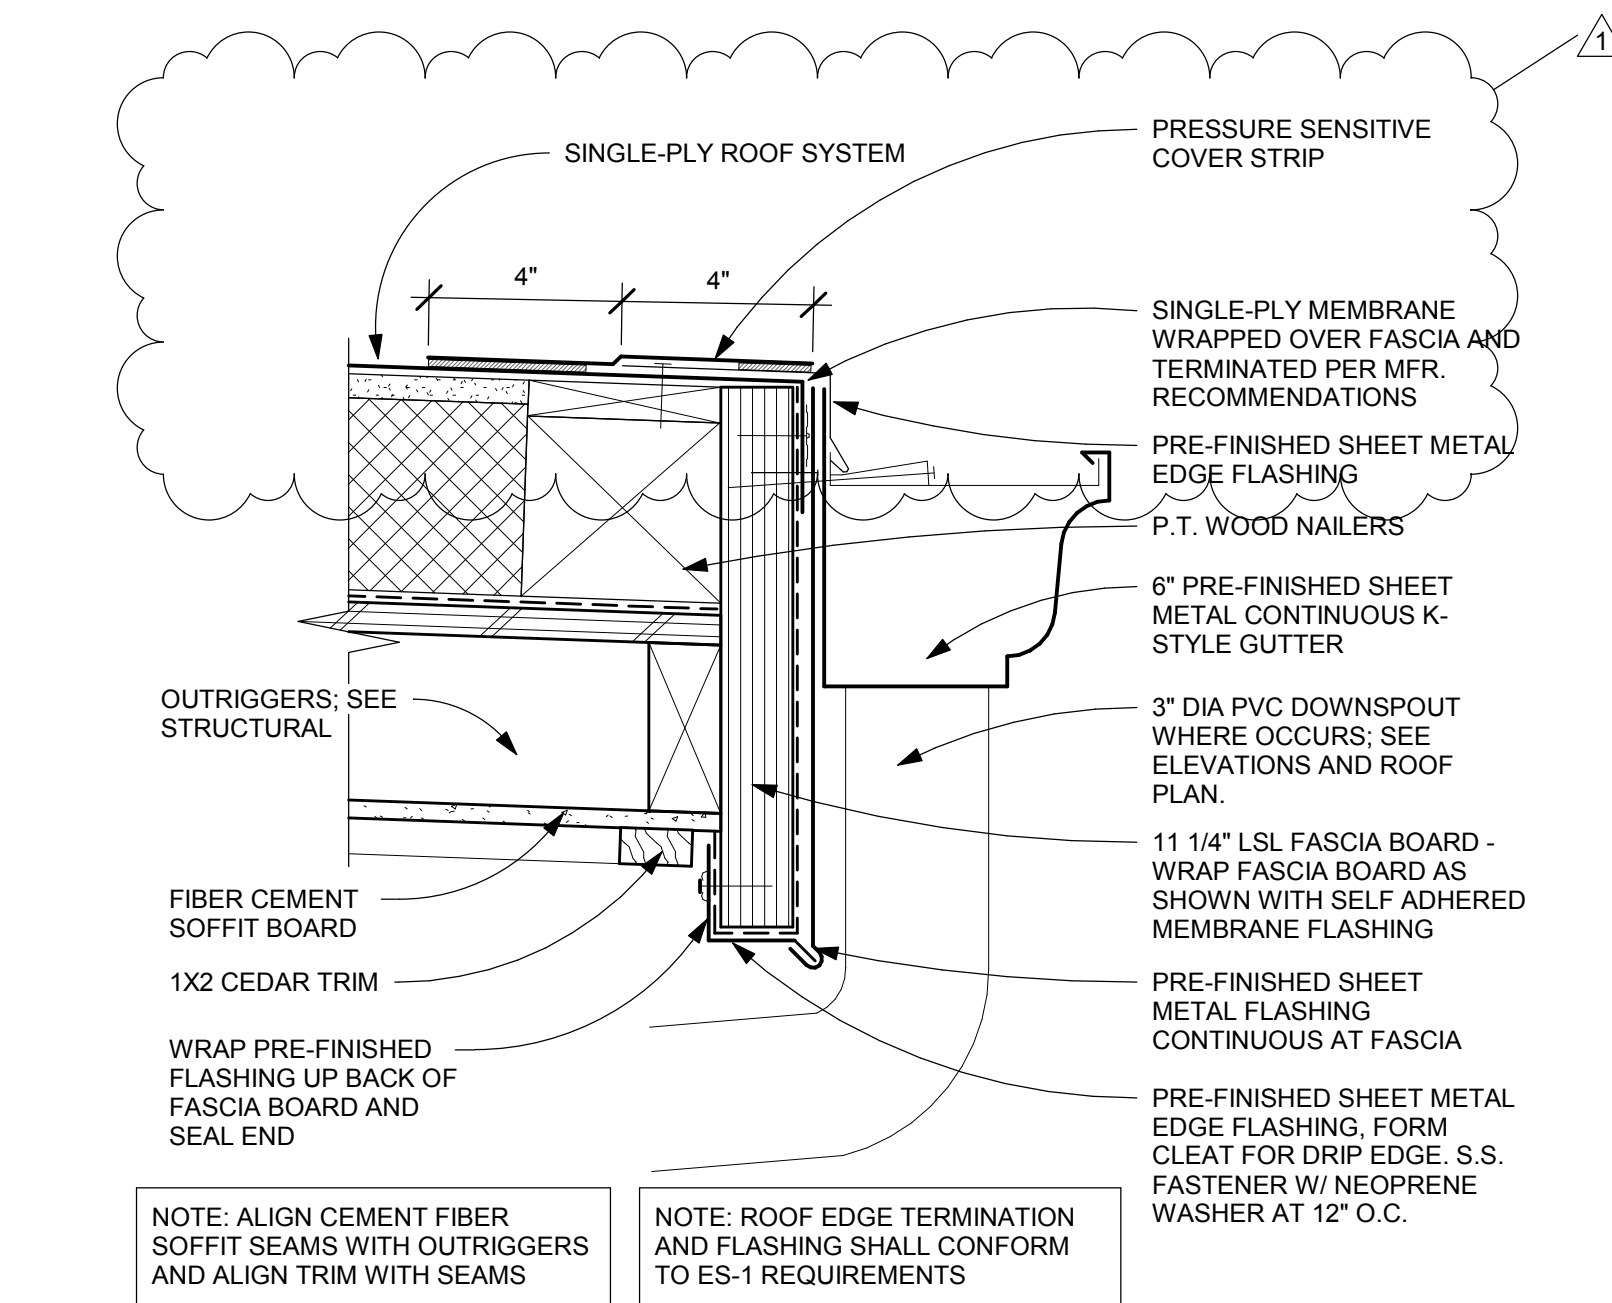 1
SINGLE-PLY ROOF SYSTEM
PRESSURE SENSITIVE
COVER STRIP
4"
4"
SINGLE-PLY MEMBRANE
WRAPPED OVER FASCIA AND
TERMINATED PER MFR.
RECOMMENDATIONS
PRE-FINISHED SHEET METAL
EDGE FLASHING
P.T. WOOD NAILERS
6" PRE-FINISHED SHEET
METAL CONTINUOUS K-
STYLE GUTTER
OUTRIGGERS; SEE
STRUCTURAL
3" DIA PVC DOWNSPOUT
WHERE OCCURS; SEE
ELEVATIONS AND ROOF
PLAN.
11 1/4" LSL FASCIA BOARD -
WRAP FASCIA BOARD AS
SHOWN WITH SELF ADHERED
MEMBRANE FLASHING
FIBER CEMENT
SOFFIT BOARD
1X2 CEDAR TRIM
PRE-FINISHED SHEET
METAL FLASHING
CONTINUOUS AT FASCIA
WRAP PRE-FINISHED
FLASHING UP BACK OF
FASCIA BOARD AND
SEAL END
PRE-FINISHED SHEET METAL
EDGE FLASHING, FORM
CLEAT FOR DRIP EDGE. S.S.
FASTENER W/ NEOPRENE
WASHER AT 12" O.C.
NOTE: ALIGN CEMENT FIBER
SOFFIT SEAMS WITH OUTRIGGERS
AND ALIGN TRIM WITH SEAMS
NOTE: ROOF EDGE TERMINATION
AND FLASHING SHALL CONFORM
TO ES-1 REQUIREMENTS